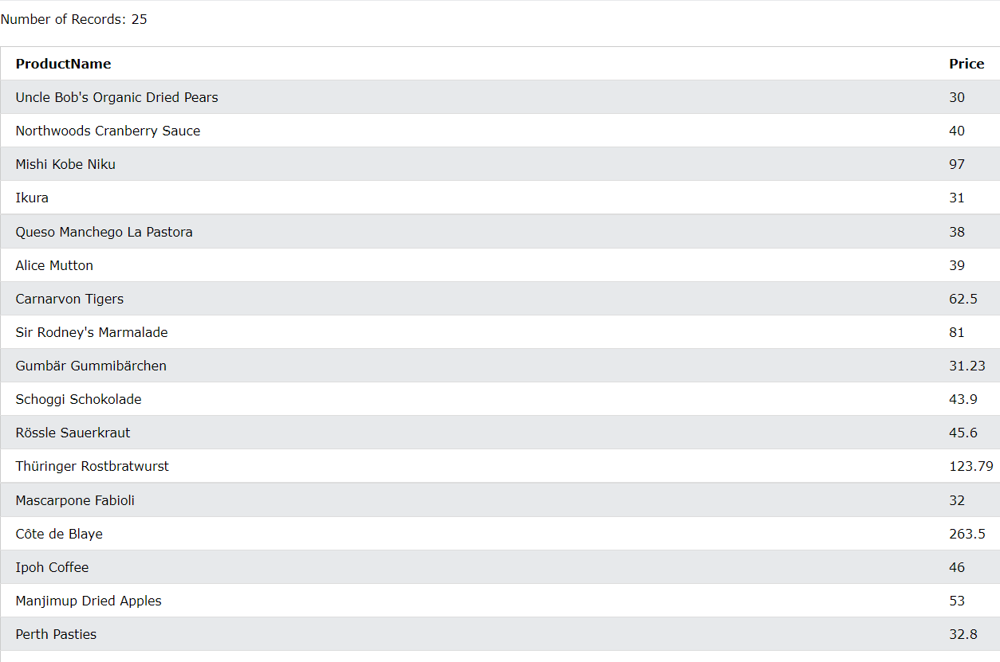 Number of Records: 25
ProductName Price
Uncle Bob's Organic Dried Pears 30
Northwoods Cranberry Sauce 40
Mishi Kobe Niku 97
Ikura 31
Queso Manchego La Pastora 38
Alice Mutton 39
Carnarvon Tigers 62.5
Sir Rodney's Marmalade 81
Gumbär Gummibärchen 31.23
Schoggi Schokolade 43.9
Rössle Sauerkraut 45.6
Thüringer Rostbratwurst 123.79
Mascarpone Fabioli 32
Côte de Blaye 263.5
Ipoh Coffee 46
Manjimup Dried Apples 53
Perth Pasties 32.8